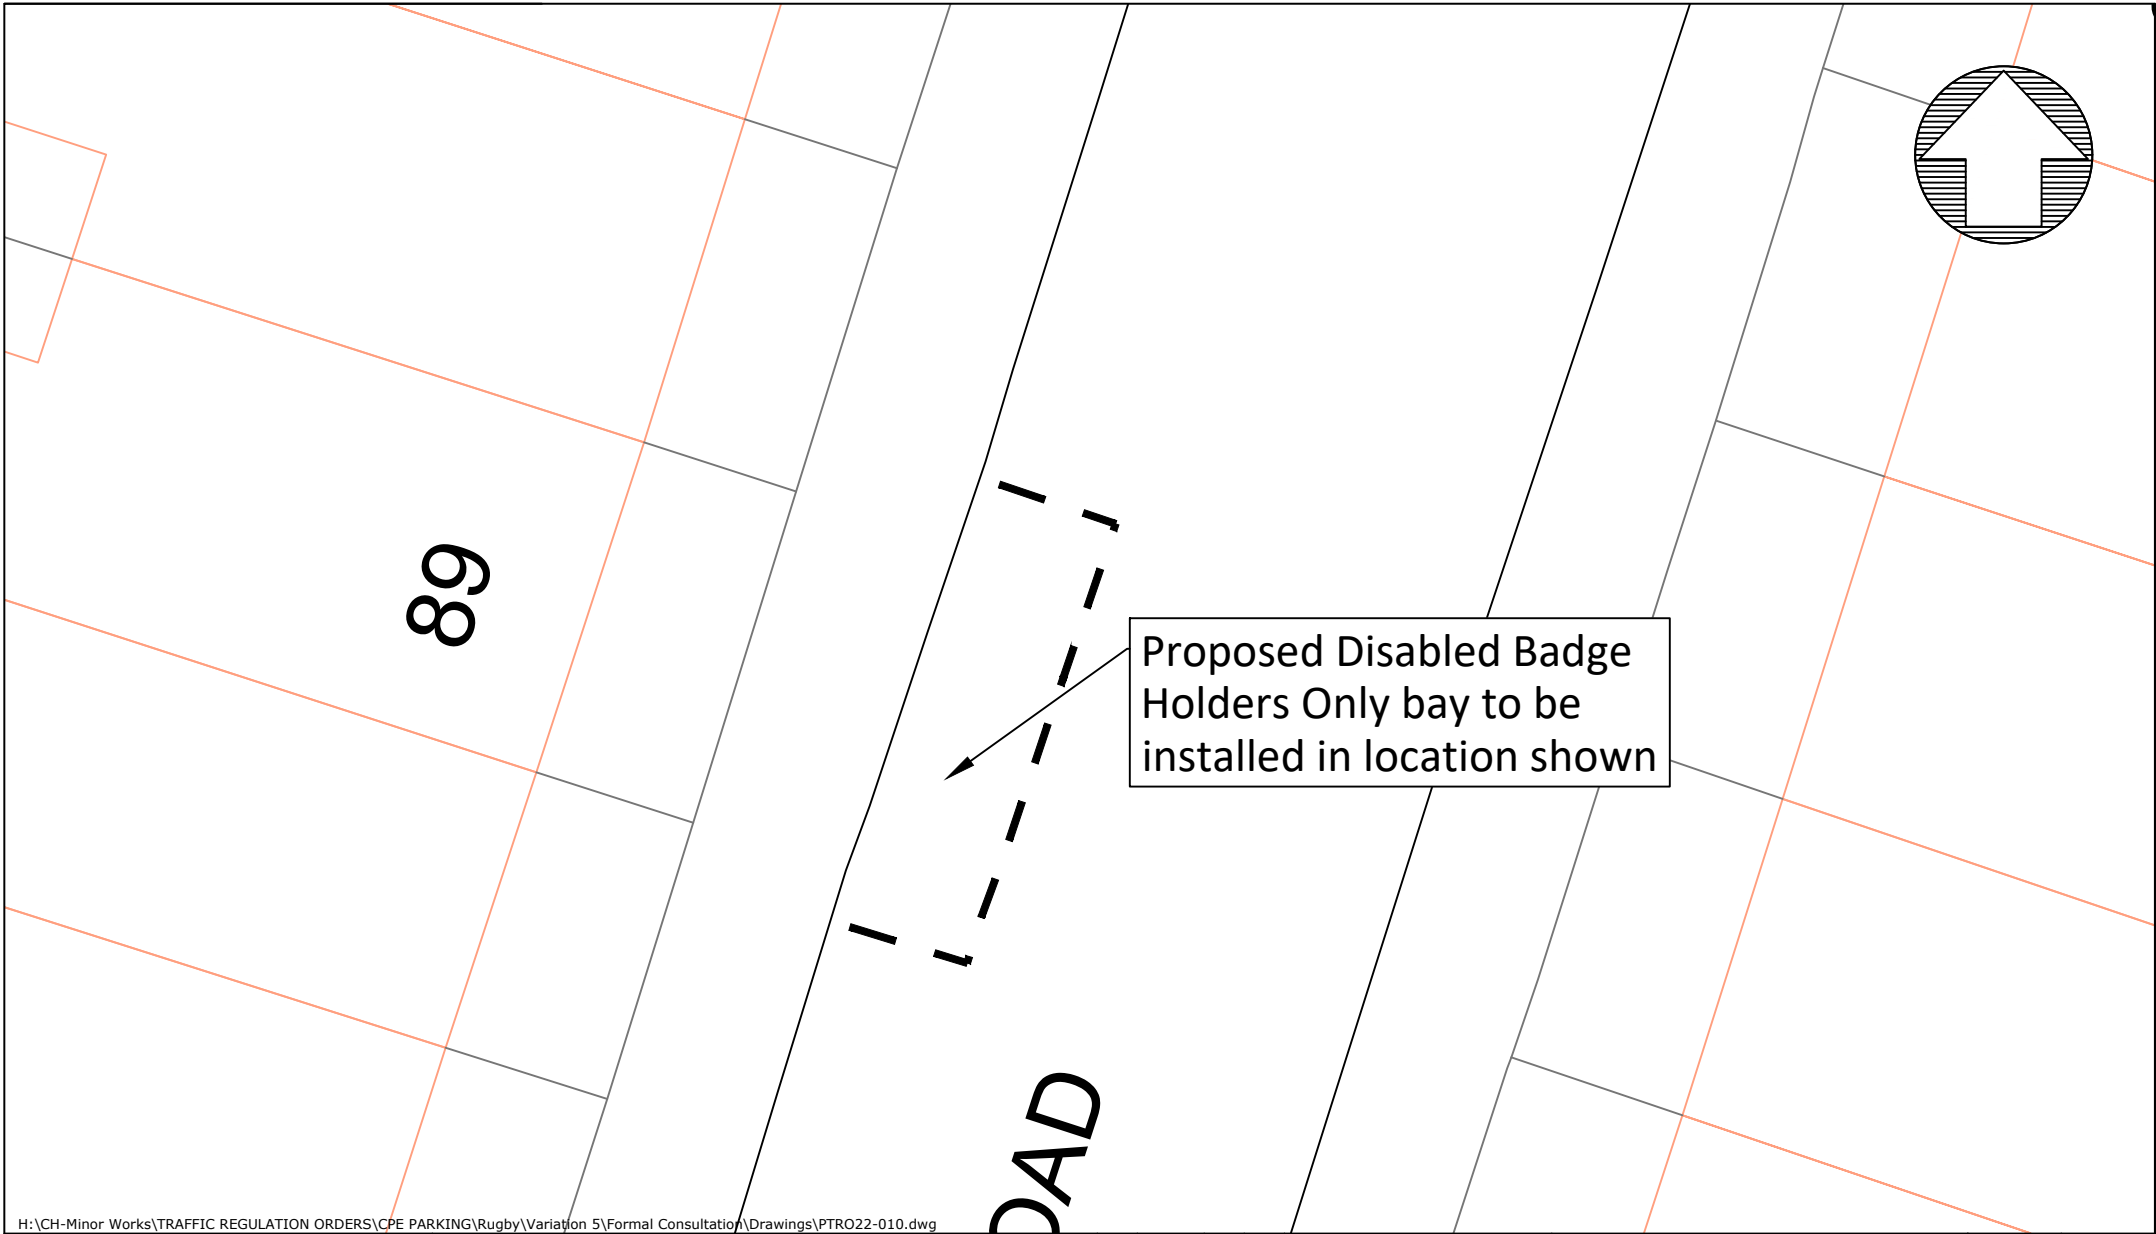 89
Proposed Disabled Badge
Holders Only bay to be
installed in location shown
OAD
H:\CH-Minor Works\TRAFFIC REGULATION ORDERS\CPE PARKING\Rugby\Variation 5\Formal Consultation\Drawings\PTRO22-010.dwg